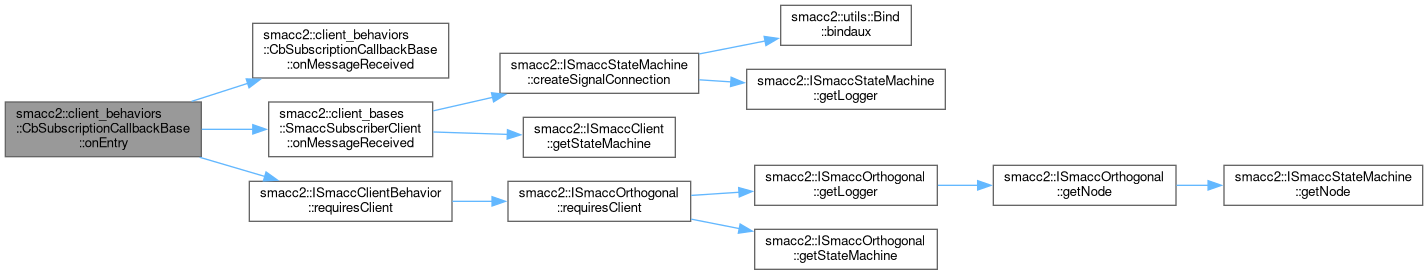 smacc2::client_behaviors
::CbSubscriptionCallbackBase
::onEntry
smacc2::client_behaviors
::CbSubscriptionCallbackBase
::onMessageReceived
smacc2::client_bases
::SmaccSubscriberClient
::onMessageReceived
smacc2::ISmaccClientBehavior
::requiresClient
smacc2::ISmaccStateMachine
::createSignalConnection
smacc2::ISmaccClient
::getStateMachine
smacc2::ISmaccOrthogonal
::requiresClient
smacc2::utils::Bind
::bindaux
smacc2::ISmaccStateMachine
::getLogger
smacc2::ISmaccOrthogonal
::getLogger
smacc2::ISmaccOrthogonal
::getStateMachine
smacc2::ISmaccOrthogonal
::getNode
smacc2::ISmaccStateMachine
::getNode